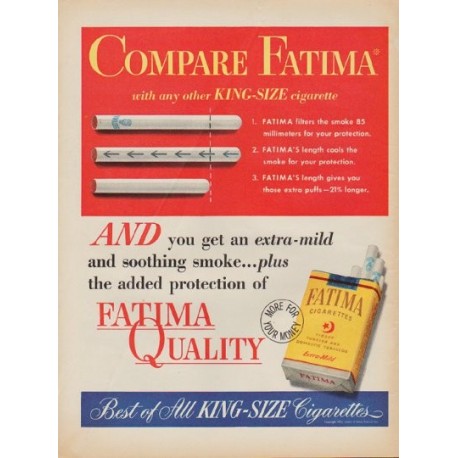 COMPARE FATIMA
with any other KING-SIZE cigarette
1. FATIMA filters the smoke 85
millimeters for your protection.
2. FATIMA'S length cools the
smoke for your protection.
3. FATIMA'S length gives you
those extra puffs—21% longer.
AND you get an extra-mild
and soothing smoke...plus
the added protection of
FATIMA
QUALITY
MORE FOR
YOUR MONEY
FATIMA
CIGARETTES
Extra Mild
FATIMA
Best of All KING-SIZE Cigarettes